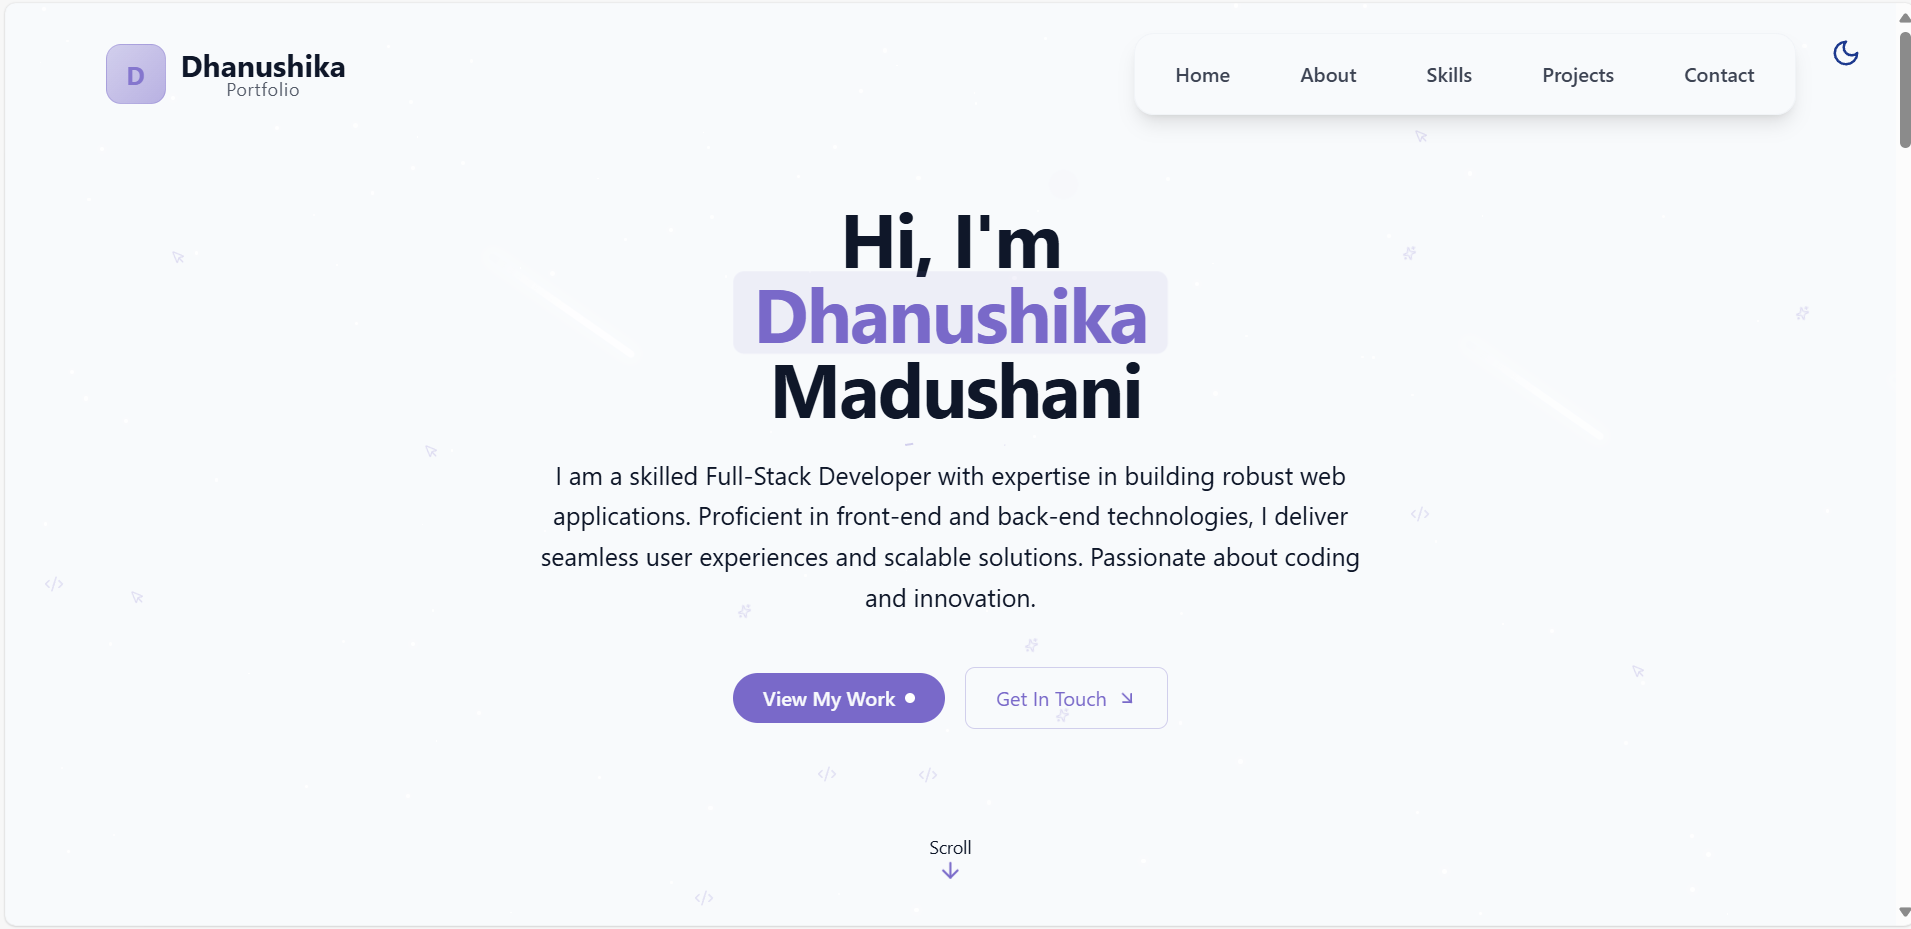 D
Dhanushika
Portfolio
Home
About
Skills
Projects
Contact
Hi, I'm
Dhanushika
Madushani
I am a skilled Full-Stack Developer with expertise in building robust web
applications. Proficient in front-end and back-end technologies, I deliver
seamless user experiences and scalable solutions. Passionate about coding
and innovation.
View My Work
Get In Touch
Scroll